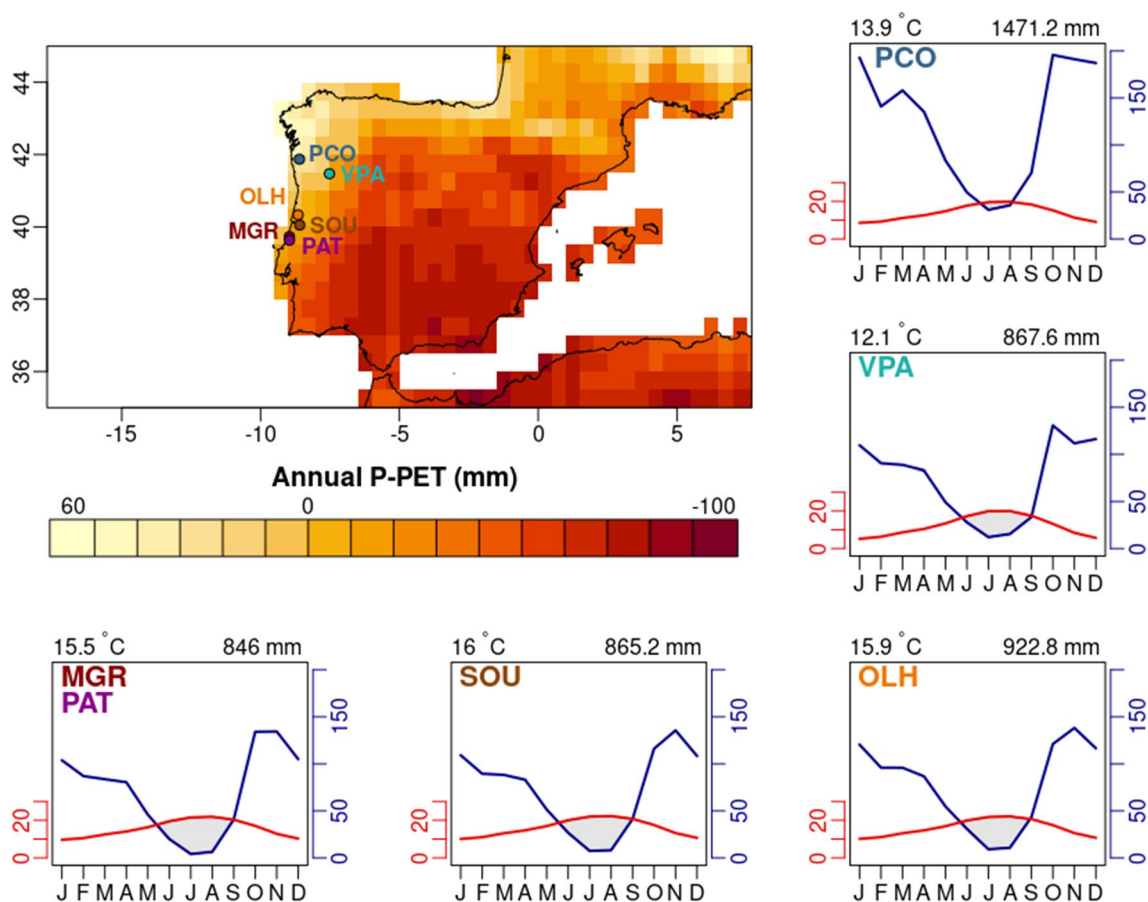 13.9 °C 1471.2 mm
PCO
150
50
0
20
0
J F M A M J J A S O N D
44
42
40
38
36
PCO
VPA
OLH
SOU
MGR
PAT
-15 -10 -5 0 5
Annual P-PET (mm)
60 0 -100
12.1 °C 867.6 mm
VPA
150
50
0
20
0
J F M A M J J A S O N D
15.5 °C 846 mm
MGR
PAT
150
50
0
20
0
J F M A M J J A S O N D
16 °C 865.2 mm
SOU
150
50
0
20
0
J F M A M J J A S O N D
15.9 °C 922.8 mm
OLH
150
50
0
20
0
J F M A M J J A S O N D